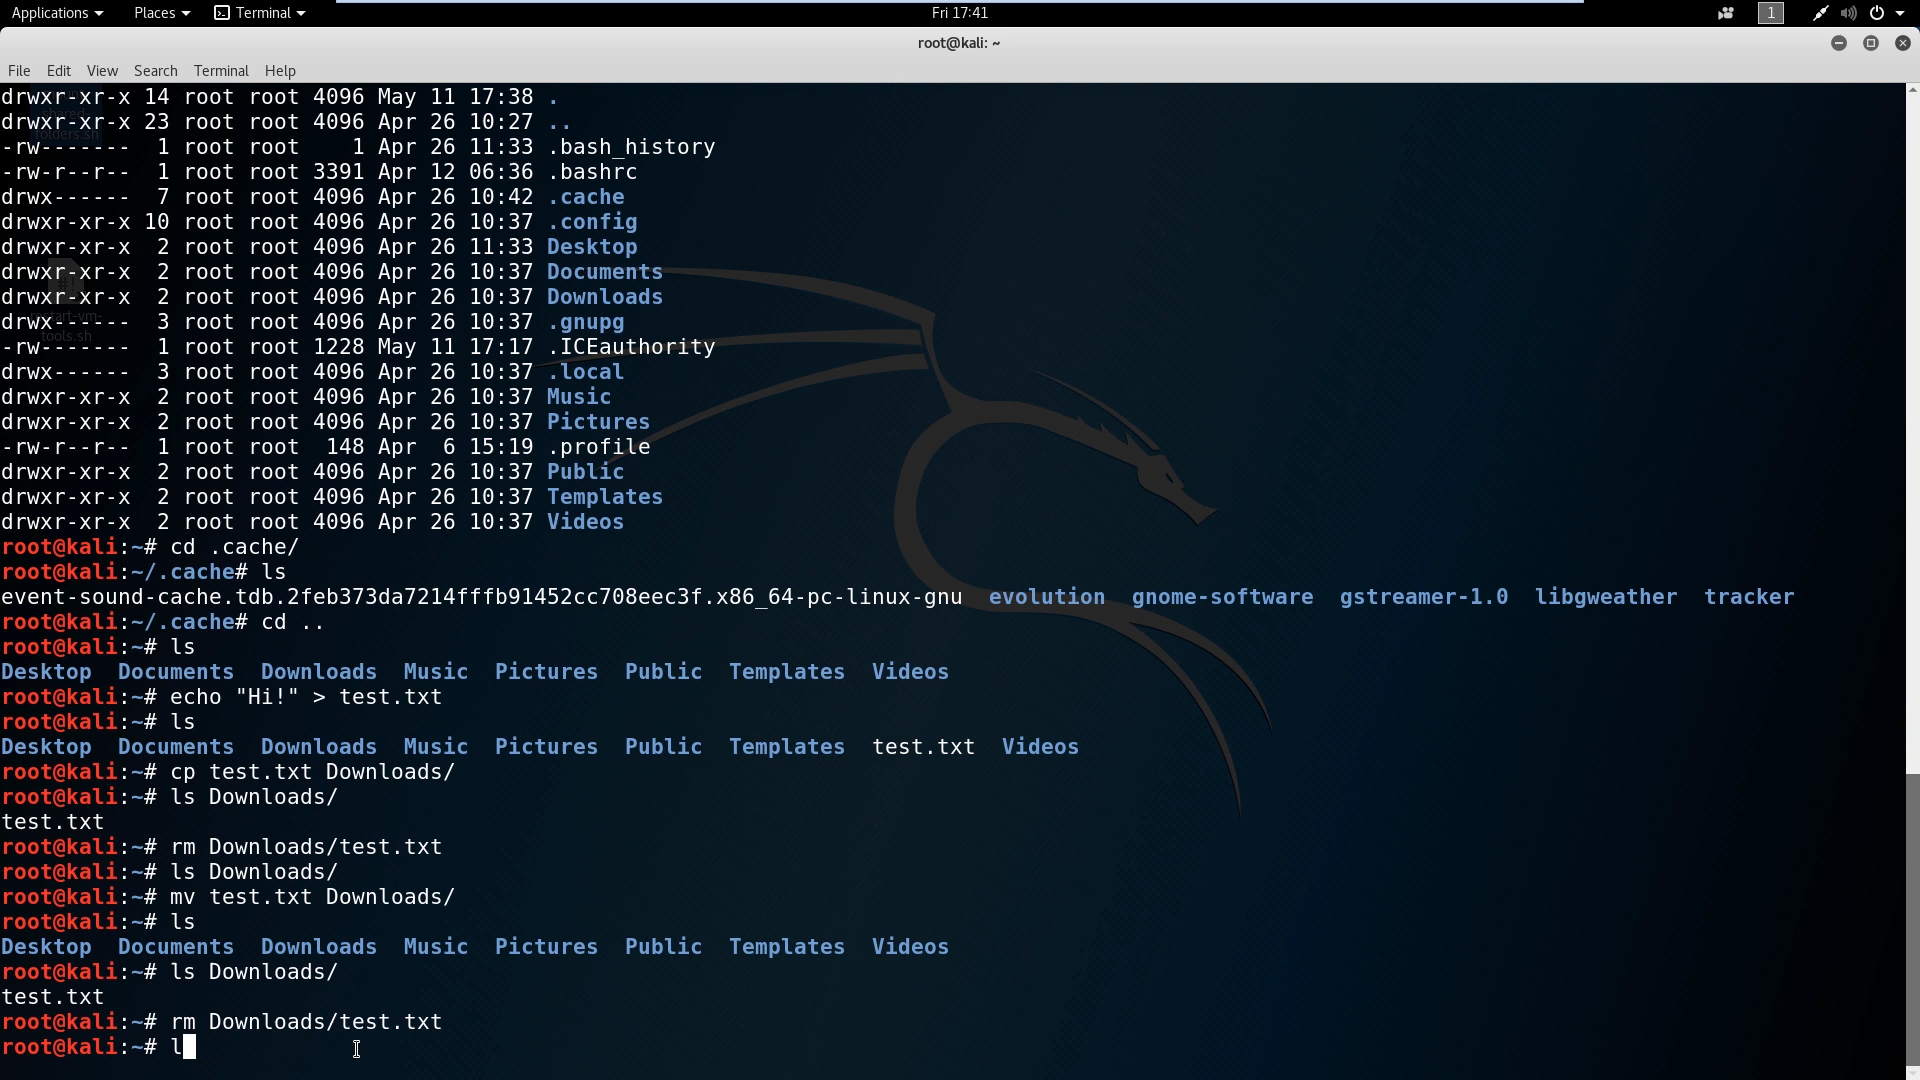 Applications Places Terminal Fri 17:41 1
root@kali: ~
File Edit View Search Terminal Help
drwxr-xr-x 14 root root 4096 May 11 17:38 .
drwxr-xr-x 23 root root 4096 Apr 26 10:27 ..
-rw------- 1 root root 1 Apr 26 11:33 .bash_history
-rw-r--r-- 1 root root 3391 Apr 12 06:36 .bashrc
drwx------ 7 root root 4096 Apr 26 10:42 .cache
drwxr-xr-x 10 root root 4096 Apr 26 10:37 .config
drwxr-xr-x 2 root root 4096 Apr 26 11:33 Desktop
drwxr-xr-x 2 root root 4096 Apr 26 10:37 Documents
drwxr-xr-x 2 root root 4096 Apr 26 10:37 Downloads
drwx------ 3 root root 4096 Apr 26 10:37 .gnupg
-rw------- 1 root root 1228 May 11 17:17 .ICEauthority
drwx------ 3 root root 4096 Apr 26 10:37 .local
drwxr-xr-x 2 root root 4096 Apr 26 10:37 Music
drwxr-xr-x 2 root root 4096 Apr 26 10:37 Pictures
-rw-r--r-- 1 root root 148 Apr 6 15:19 .profile
drwxr-xr-x 2 root root 4096 Apr 26 10:37 Public
drwxr-xr-x 2 root root 4096 Apr 26 10:37 Templates
drwxr-xr-x 2 root root 4096 Apr 26 10:37 Videos
root@kali:~# cd .cache/
root@kali:~/.cache# ls
event-sound-cache.tdb.2feb373da7214fffb91452cc708eec3f.x86_64-pc-linux-gnu evolution gnome-software gstreamer-1.0 libgweather tracker
root@kali:~/.cache# cd ..
root@kali:~# ls
Desktop Documents Downloads Music Pictures Public Templates Videos
root@kali:~# echo "Hi!" > test.txt
root@kali:~# ls
Desktop Documents Downloads Music Pictures Public Templates test.txt Videos
root@kali:~# cp test.txt Downloads/
root@kali:~# ls Downloads/
test.txt
root@kali:~# rm Downloads/test.txt
root@kali:~# ls Downloads/
root@kali:~# mv test.txt Downloads/
root@kali:~# ls
Desktop Documents Downloads Music Pictures Public Templates Videos
root@kali:~# ls Downloads/
test.txt
root@kali:~# rm Downloads/test.txt
root@kali:~# l